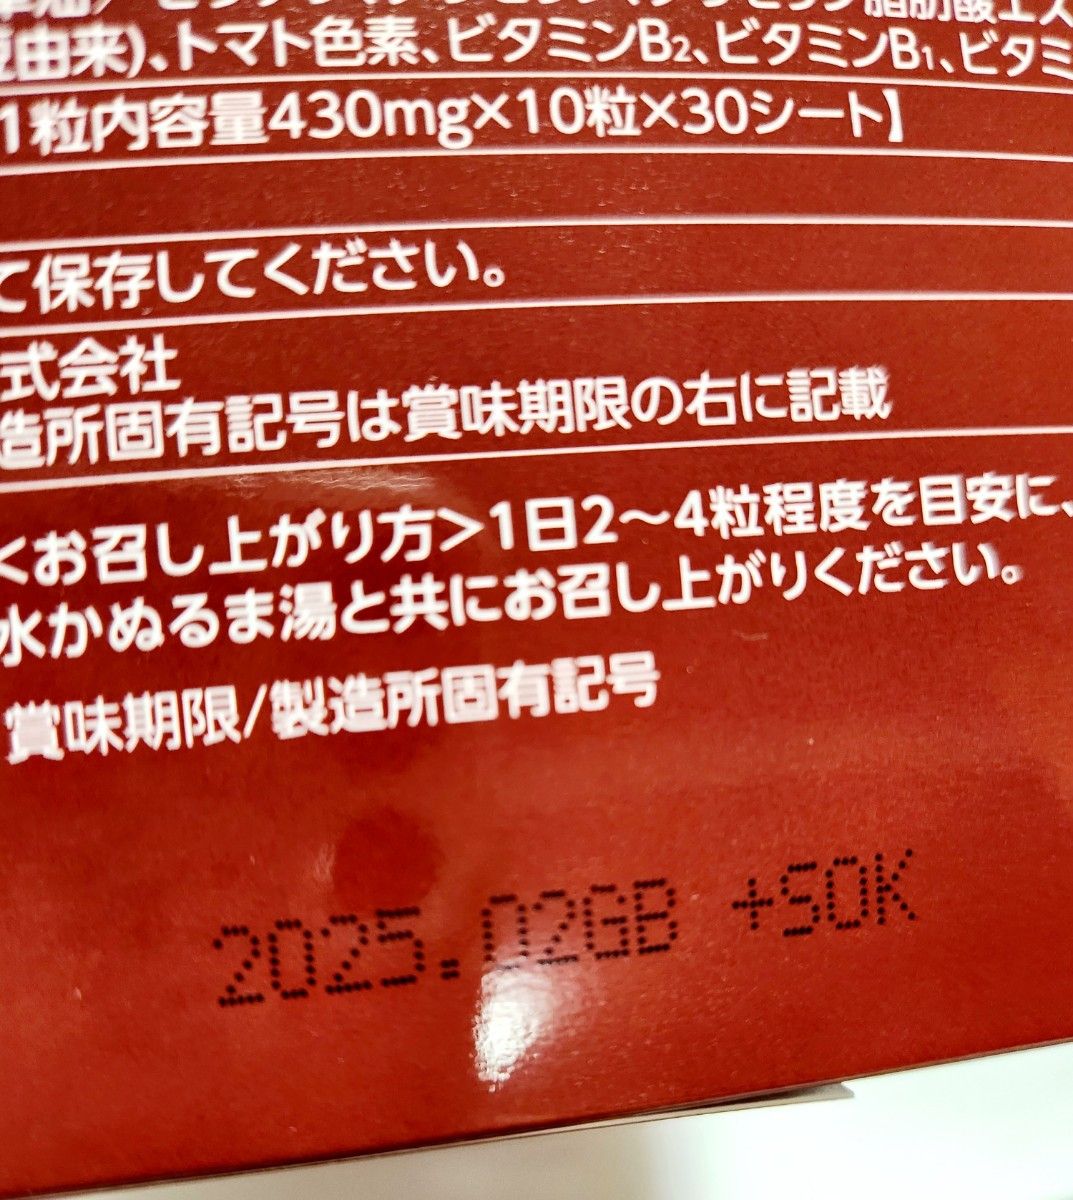 脂肪酸エス
豆由来)、トマト色素、ビタミンB2、ビタミンB1、ビタミ
1粒内容量430mg×10粒×30シート】
て保存してください。
式会社
造所固有記号は賞味期限の右に記載
<お召し上がり方>1日2〜4粒程度を目安に、
水かぬるま湯と共にお召し上がりください。
賞味期限/製造所固有記号
2025.02GB +SOK